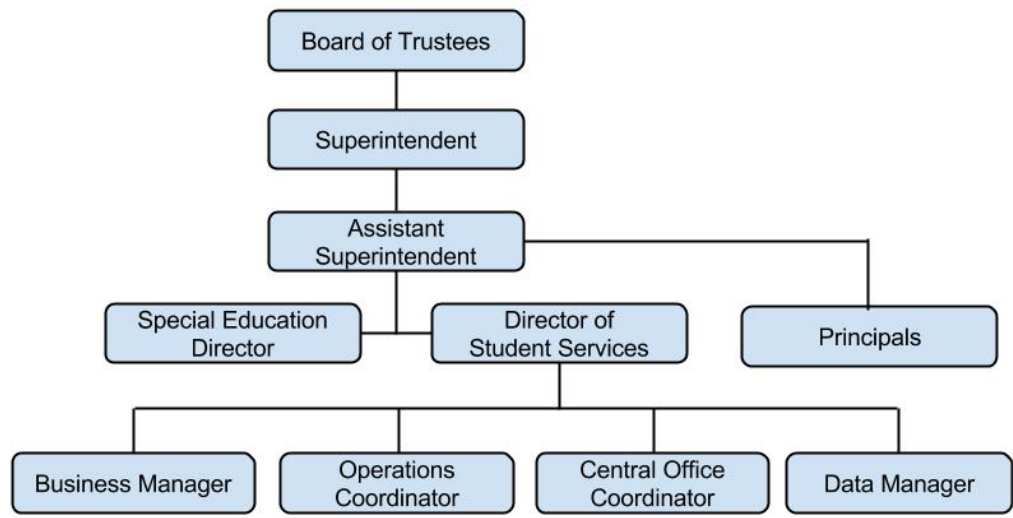 Board of Trustees
Superintendent
Assistant
Superintendent
Special Education
Director
Director of
Student Services
Principals
Business Manager
Operations
Coordinator
Central Office
Coordinator
Data Manager